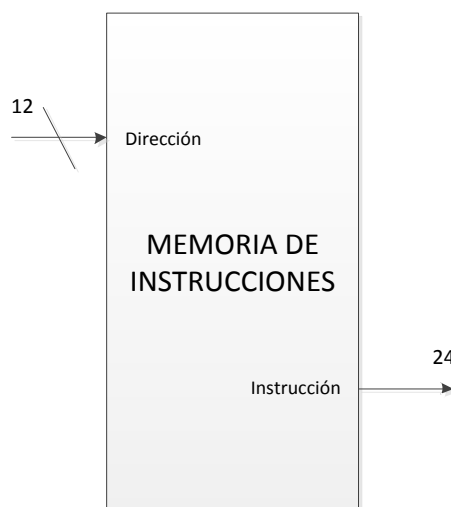 12
Dirección
MEMORIA DE
INSTRUCCIONES
24
Instrucción